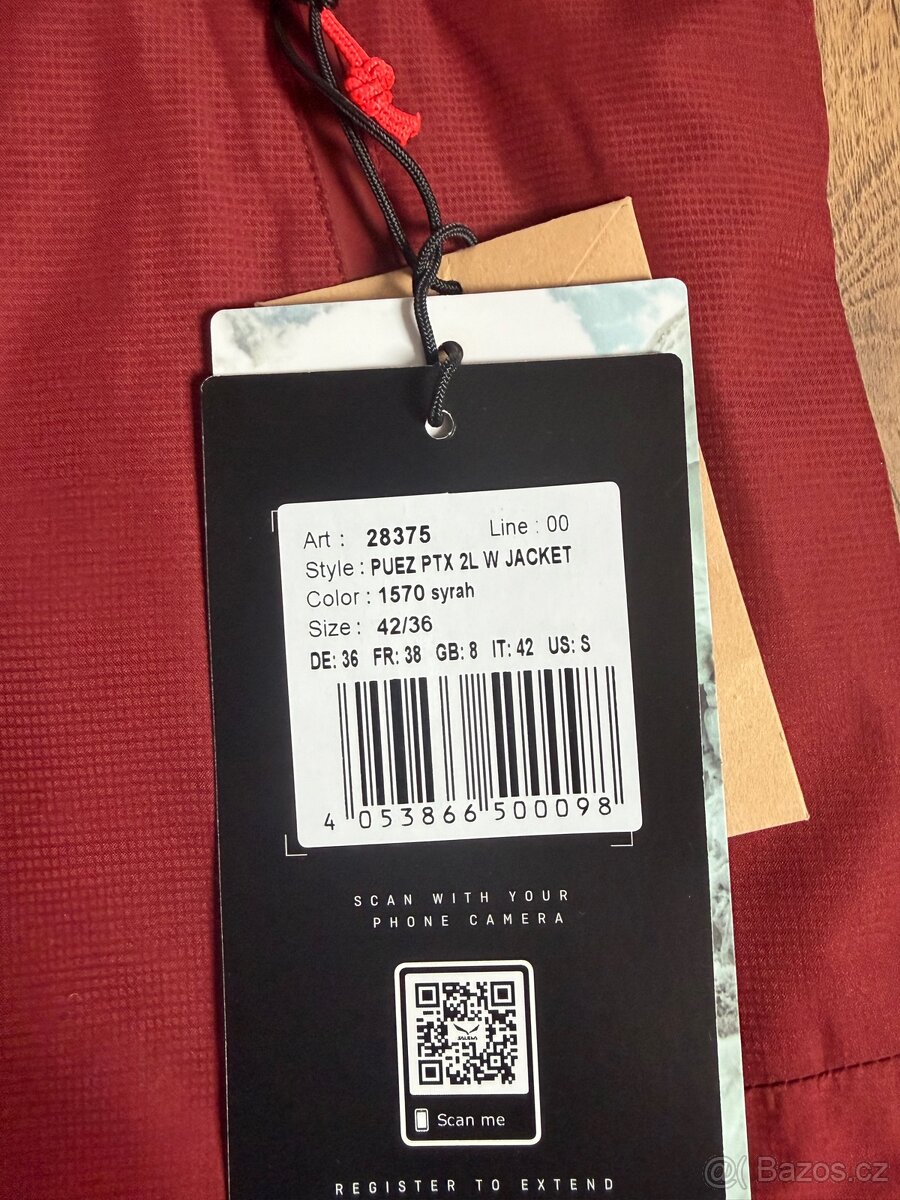 Art : 28375 Line : 00
Style : PUEZ PTX 2L W JACKET
Color : 1570 syrah
Size : 42/36
DE: 36 FR: 38 GB: 8 IT: 42 US: S
4 053866 500098
SCAN WITH YOUR
PHONE CAMERA
SALEWA
Scan me
REGISTER TO EXTEND
@( Bazos.cz